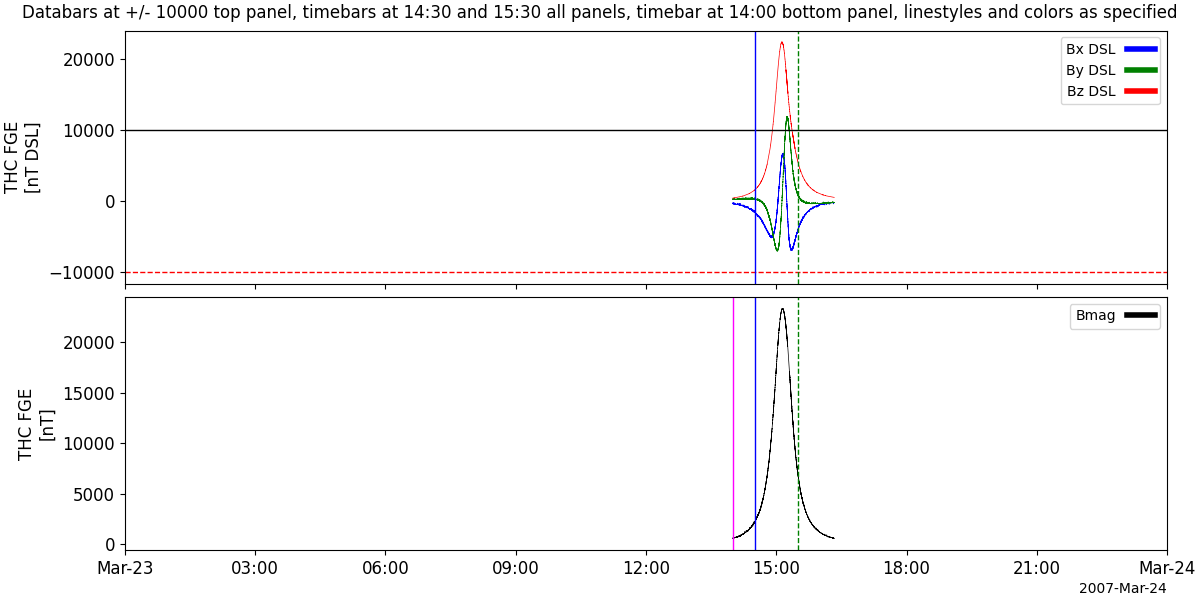 Databars at +/- 10000 top panel, timebars at 14:30 and 15:30 all panels, timebar at 14:00 bottom panel, linestyles and colors as specified
THC FGE
[nT DSL]
20000
10000
0
−10000
Bx DSL
By DSL
Bz DSL
THC FGE
[nT]
20000
15000
10000
5000
0
Bmag
Mar-23 03:00 06:00 09:00 12:00 15:00 18:00 21:00 Mar-24
2007-Mar-24